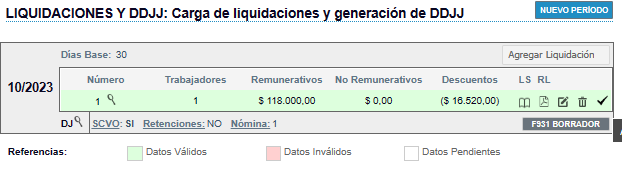 LIQUIDACIONES Y DDJJ: Carga de liquidaciones y generación de DDJJ
NUEVO PERÍODO
Días Base: 30
Agregar Liquidación
10/2023
Número Trabajadores Remunerativos No Remunerativos Descuentos LS RL
1 1 $ 118.000,00 $ 0,00 ($ 16.520,00)
DJ SCVO: SI Retenciones: NO Nómina: 1
F931 BORRADOR
Referencias: Datos Válidos Datos Inválidos Datos Pendientes